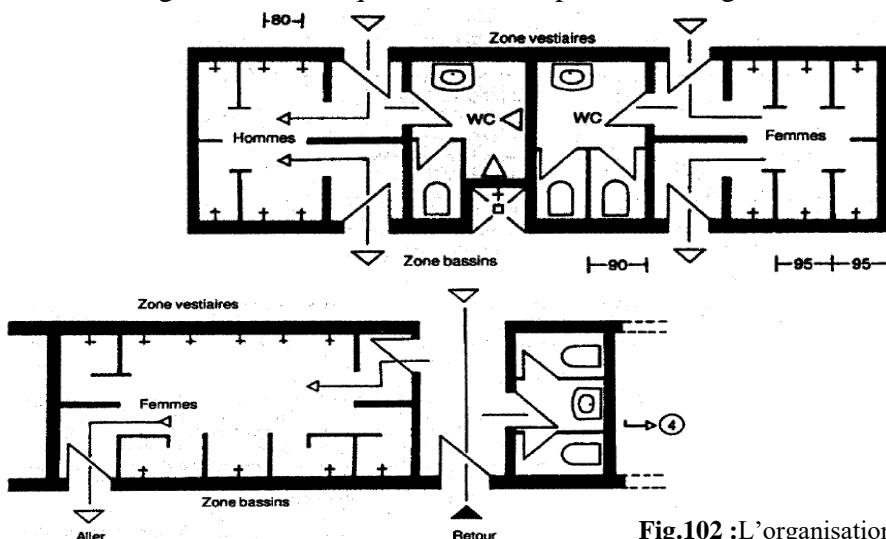 80
Zone vestiaires
WC
WC
Hommes
Femmes
Zone bassins
90
95
95
Zone vestiaires
Femmes
4
Zone bassins
Aller
Retour
Fig.102 :L'organisation